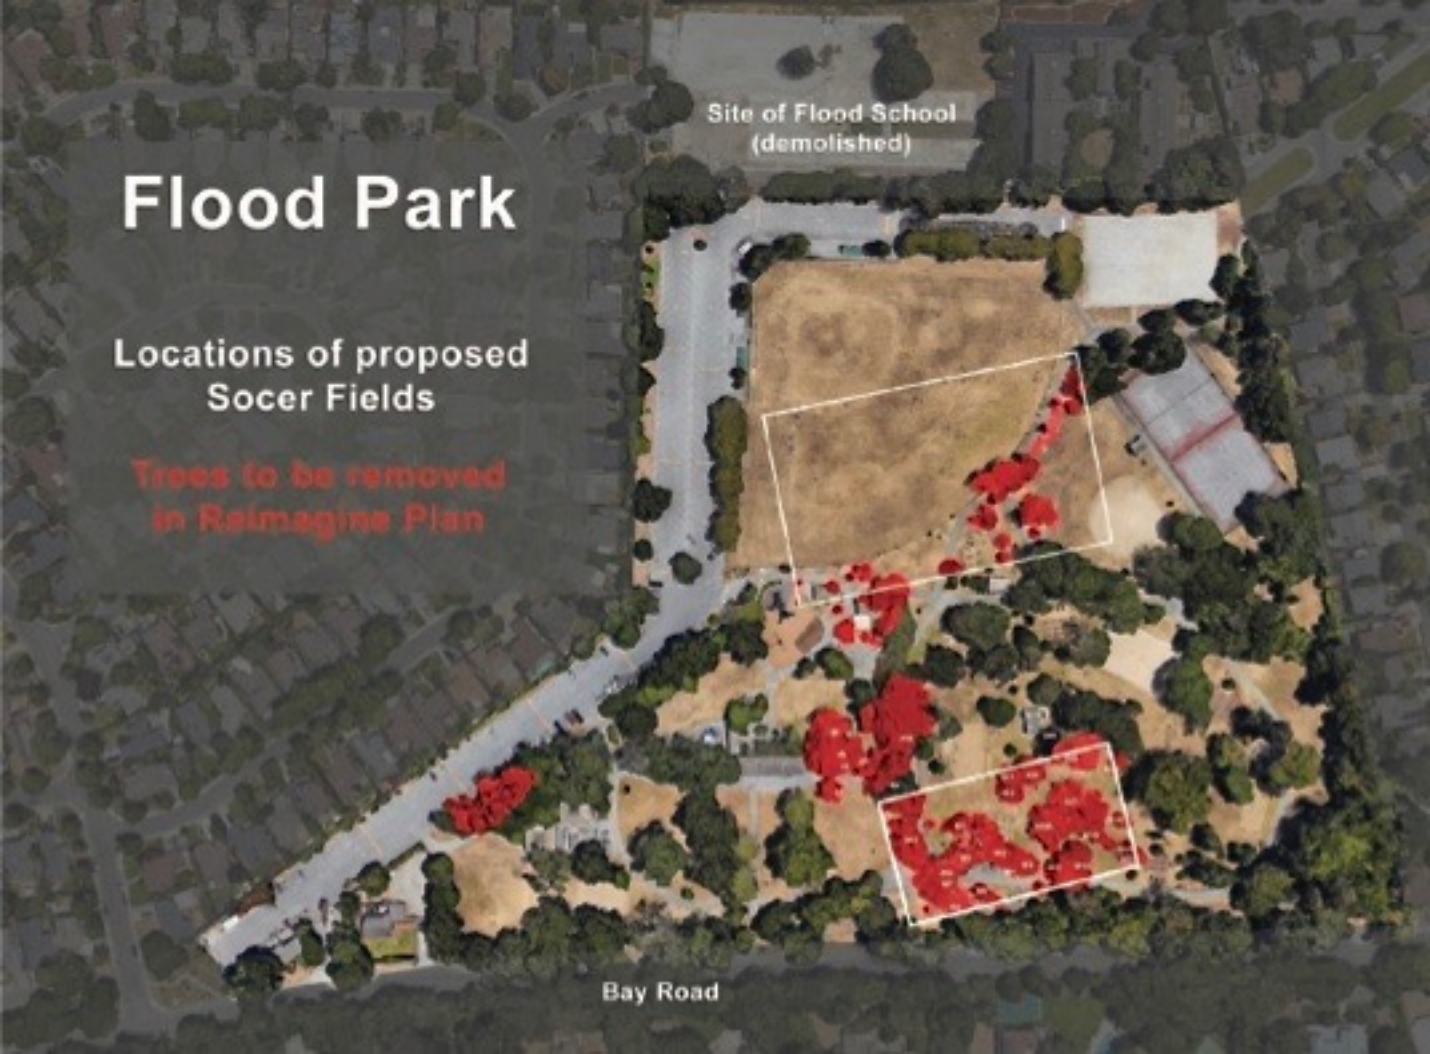 Site of Flood School
(demolished)
Flood Park
Locations of proposed
Socer Fields
Trees to be removed
in Reimagine Plan
Bay Road